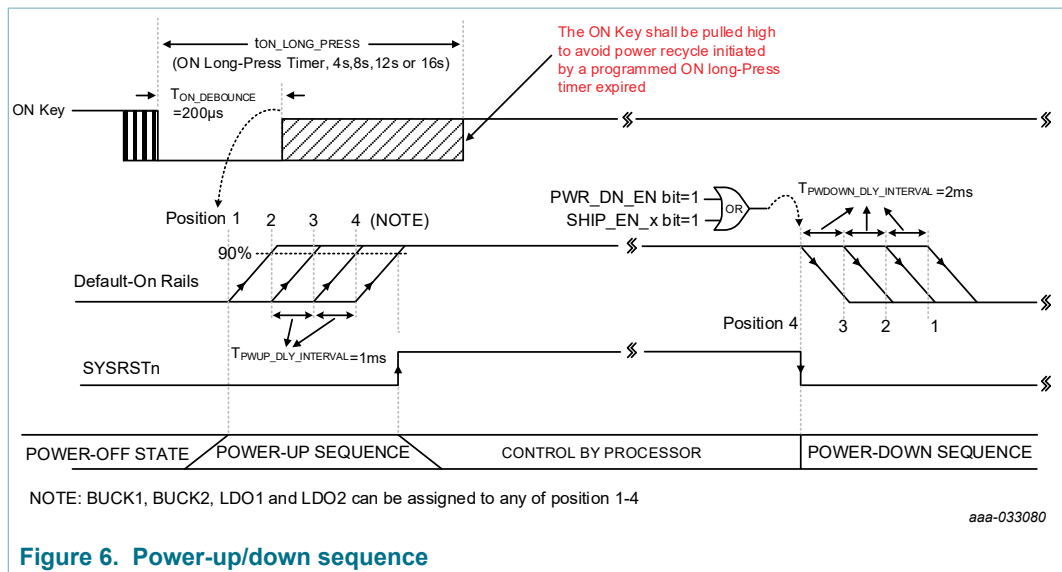 tON_LONG_PRESS
(ON Long-Press Timer, 4s,8s,12s or 16s)
The ON Key shall be pulled high
to avoid power recycle initiated
by a programmed ON long-Press
timer expired
ON Key
TON_DEBOUNCE
=200µs
PWR_DN_EN bit=1
SHIP_EN_x bit=1
OR
TPWDOWN_DLY_INTERVAL=2ms
Position 1 2 3 4 (NOTE)
90%
Default-On Rails
Position 4 3 2 1
TPWUP_DLY_INTERVAL=1ms
SYSRSTn
POWER-OFF STATE POWER-UP SEQUENCE CONTROL BY PROCESSOR POWER-DOWN SEQUENCE
NOTE: BUCK1, BUCK2, LDO1 and LDO2 can be assigned to any of position 1-4
aaa-033080
Figure 6. Power-up/down sequence